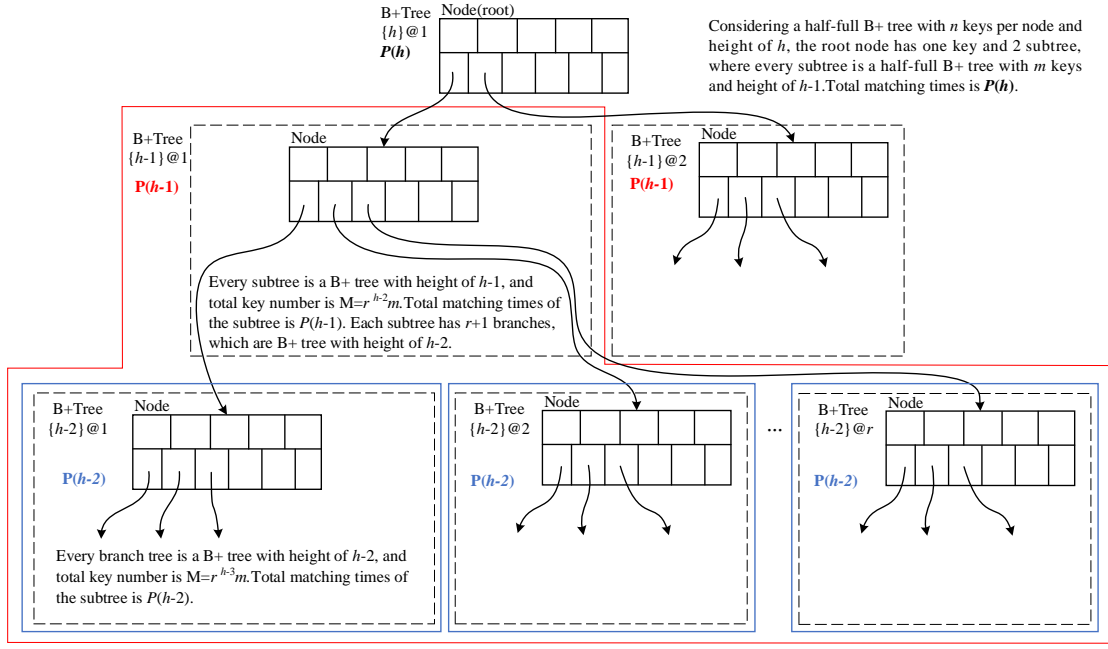 B+Tree
{h}@1
P(h)
Node(root)
Considering a half-full B+ tree with n keys per node and
height of h, the root node has one key and 2 subtree,
where every subtree is a half-full B+ tree with m keys
and height of h-1.Total matching times is P(h).
B+Tree
{h-1}@1
P(h-1)
Node
B+Tree
{h-1}@2
P(h-1)
Node
Every subtree is a B+ tree with height of h-1, and
total key number is M=r h-2m.Total matching times of
the subtree is P(h-1). Each subtree has r+1 branches,
which are B+ tree with height of h-2.
B+Tree
{h-2}@1
P(h-2)
Node
B+Tree
{h-2}@2
P(h-2)
Node
...
B+Tree
{h-2}@r
P(h-2)
Node
Every branch tree is a B+ tree with height of h-2, and
total key number is M=r h-3m.Total matching times of
the subtree is P(h-2).